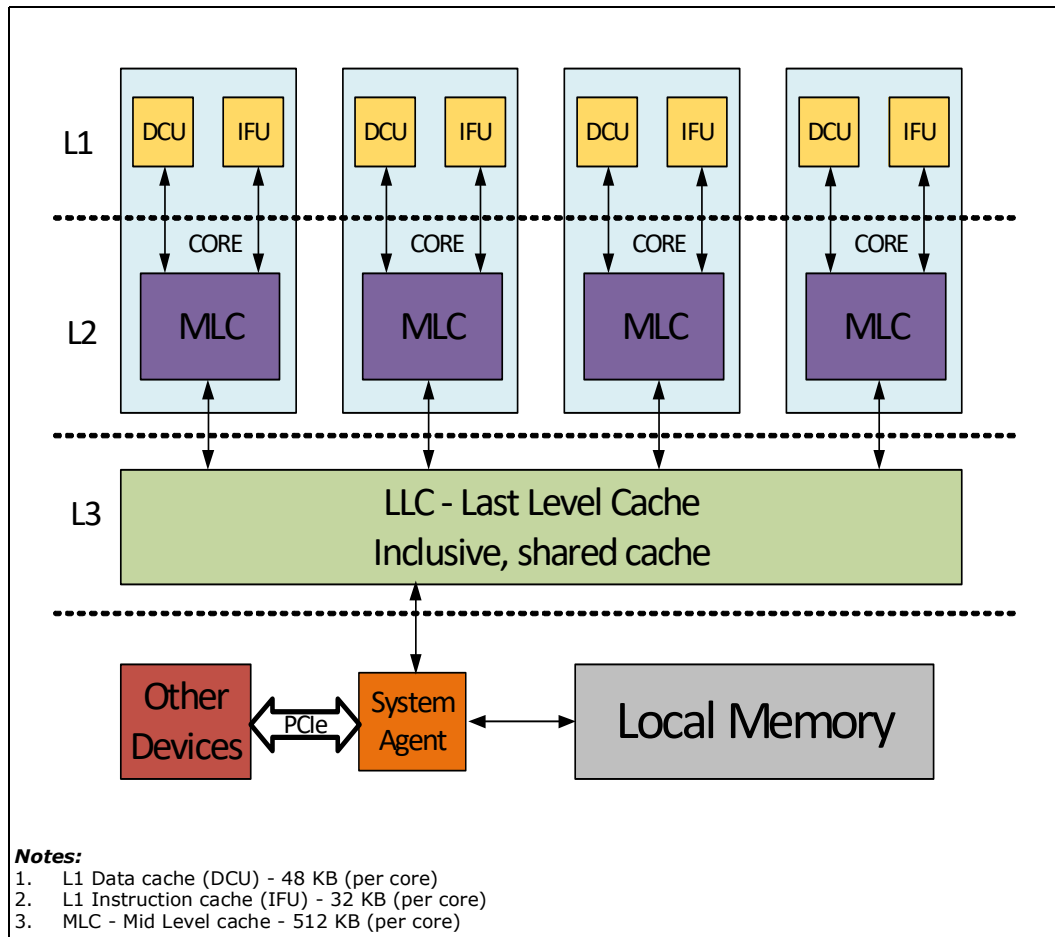 L1
DCU IFU DCU IFU DCU IFU DCU IFU
CORE CORE CORE CORE
L2
MLC MLC MLC MLC
L3
LLC - Last Level Cache
Inclusive, shared cache
Other
Devices
PCIe
System
Agent
Local Memory
Notes:
1. L1 Data cache (DCU) - 48 KB (per core)
2. L1 Instruction cache (IFU) - 32 KB (per core)
3. MLC - Mid Level cache - 512 KB (per core)